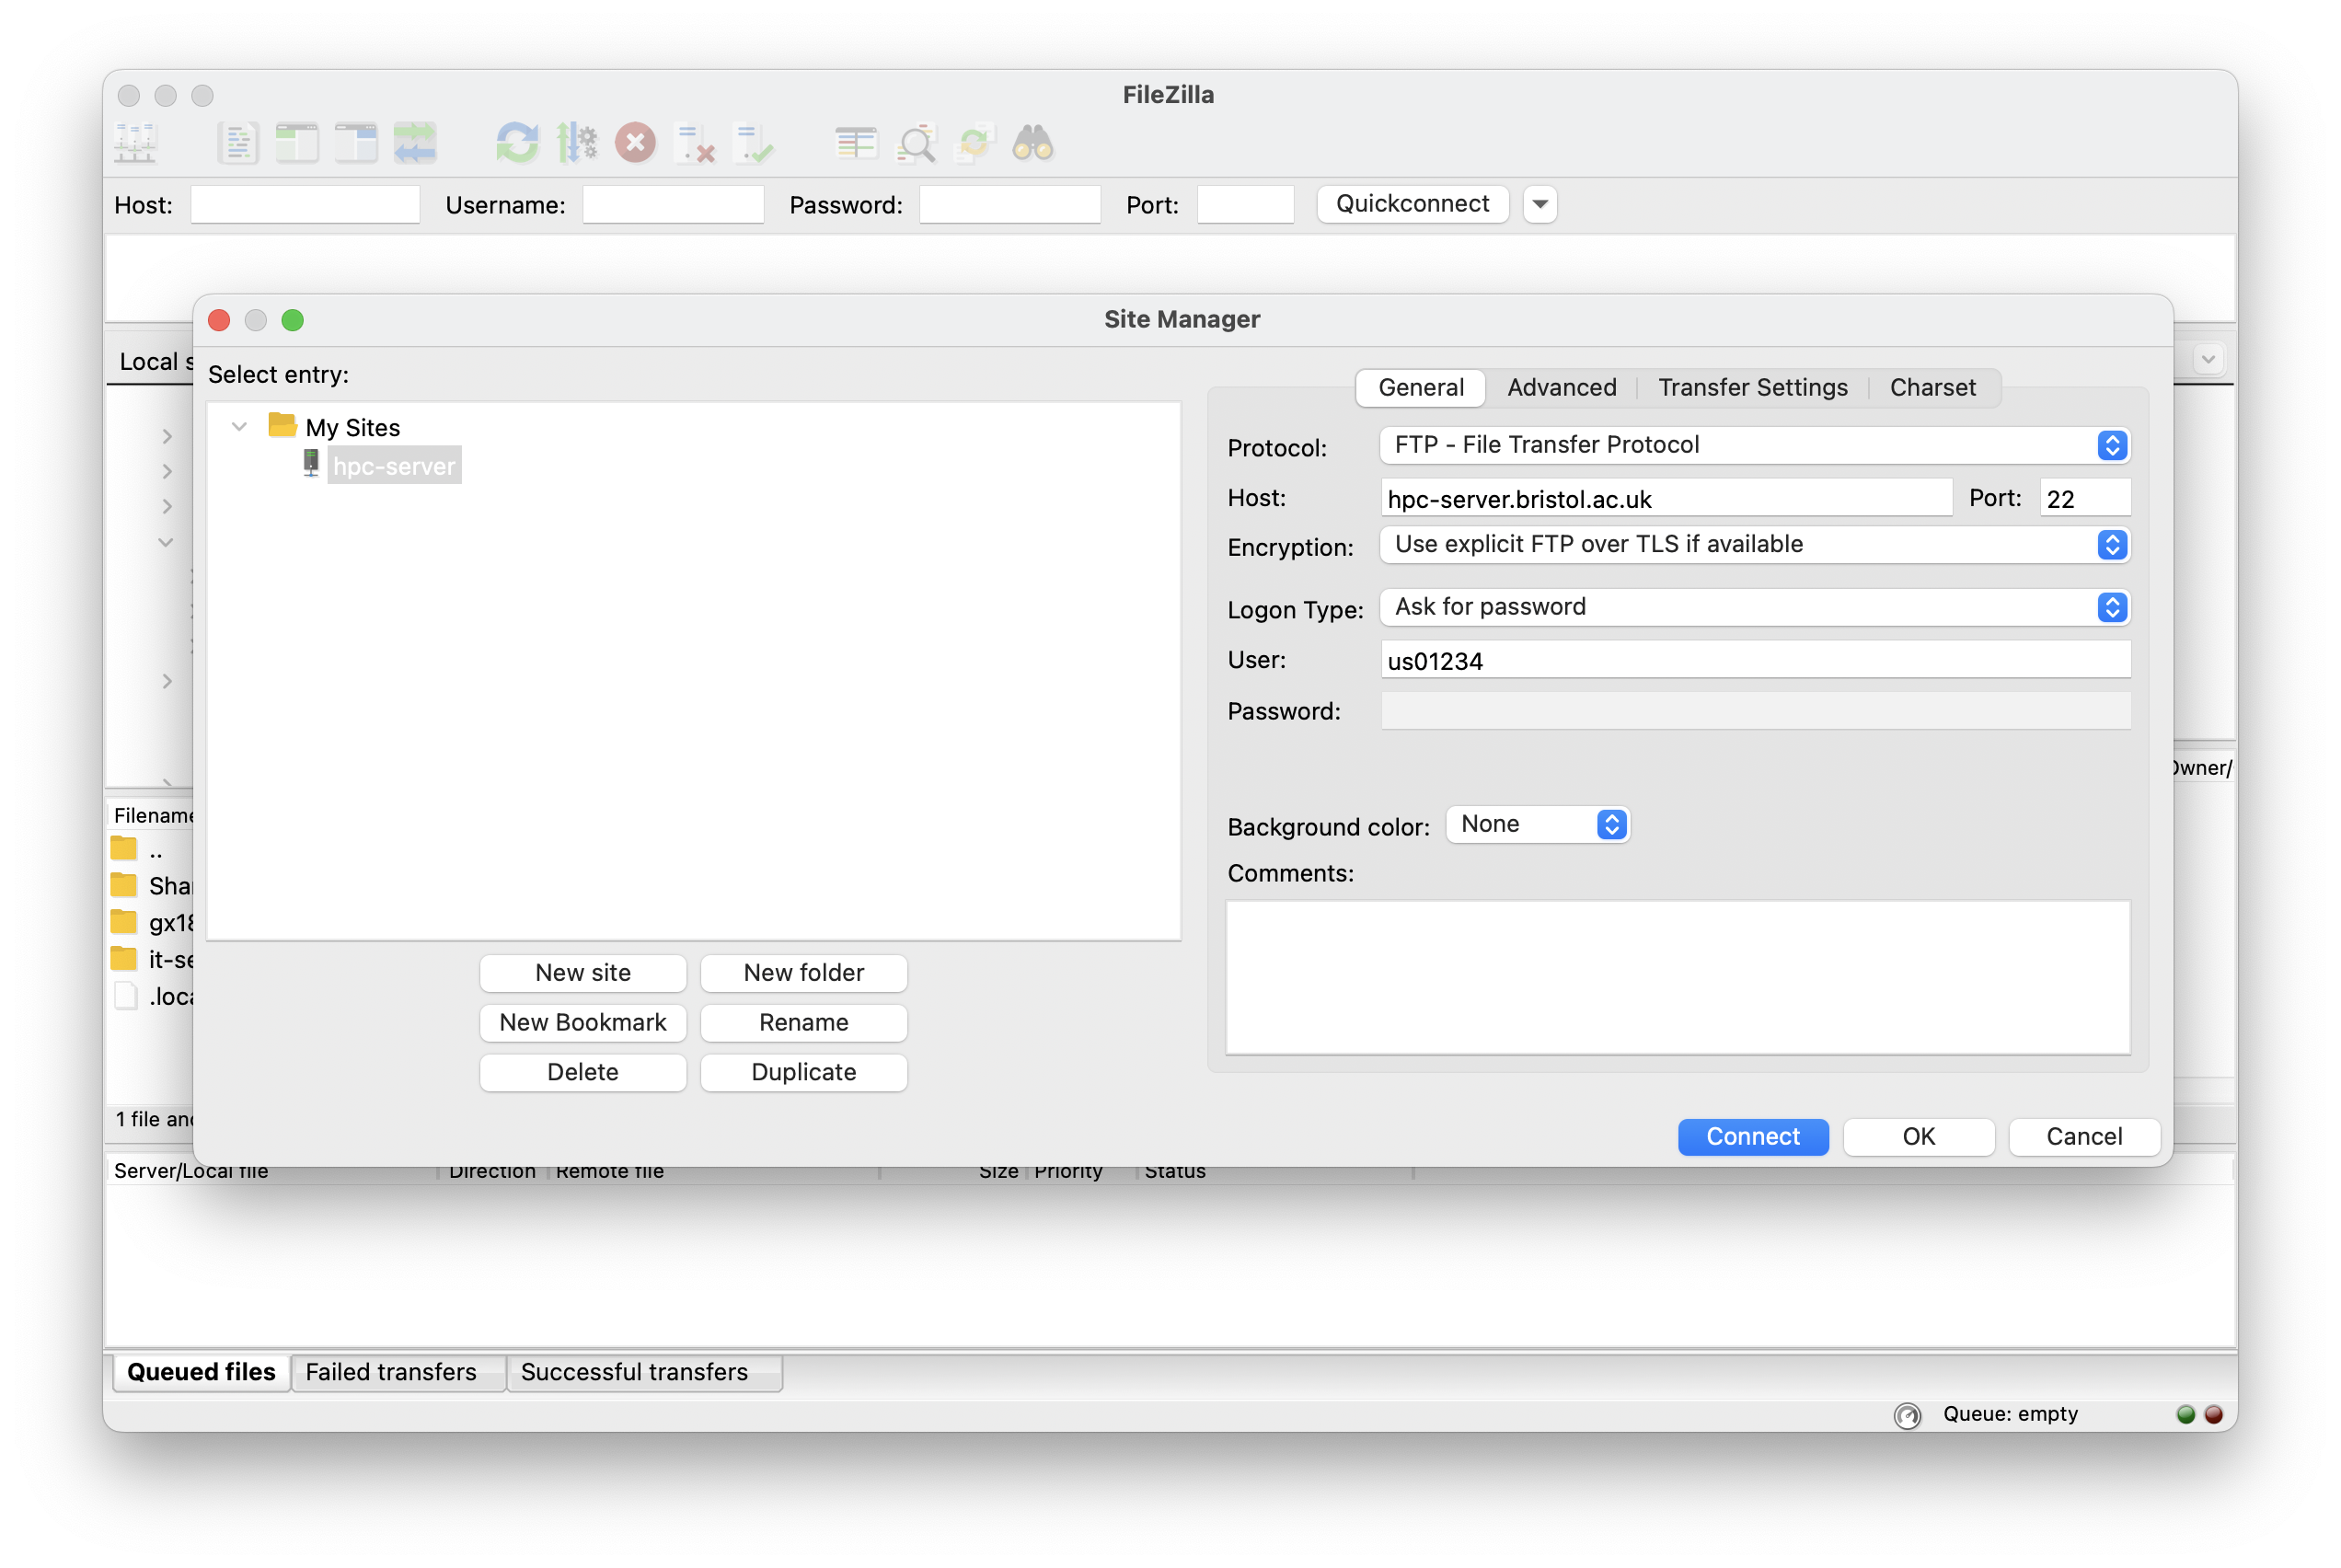 FileZilla
Host: Username: Password: Port: Quickconnect
Site Manager
Local s
Select entry:
General Advanced Transfer Settings Charset
My Sites
hpc-server
Protocol: FTP - File Transfer Protocol
Host: hpc-server.bristol.ac.uk Port: 22
Encryption: Use explicit FTP over TLS if available
Logon Type: Ask for password
User: us01234
Password:
Owner/
Filename
..
Shar
gx18
it-se
.loca
Background color: None
Comments:
New site New folder
New Bookmark Rename
Delete Duplicate
1 file and
Connect OK Cancel
Server/Local file Direction Remote file Size Priority Status
Queued files Failed transfers Successful transfers
Queue: empty